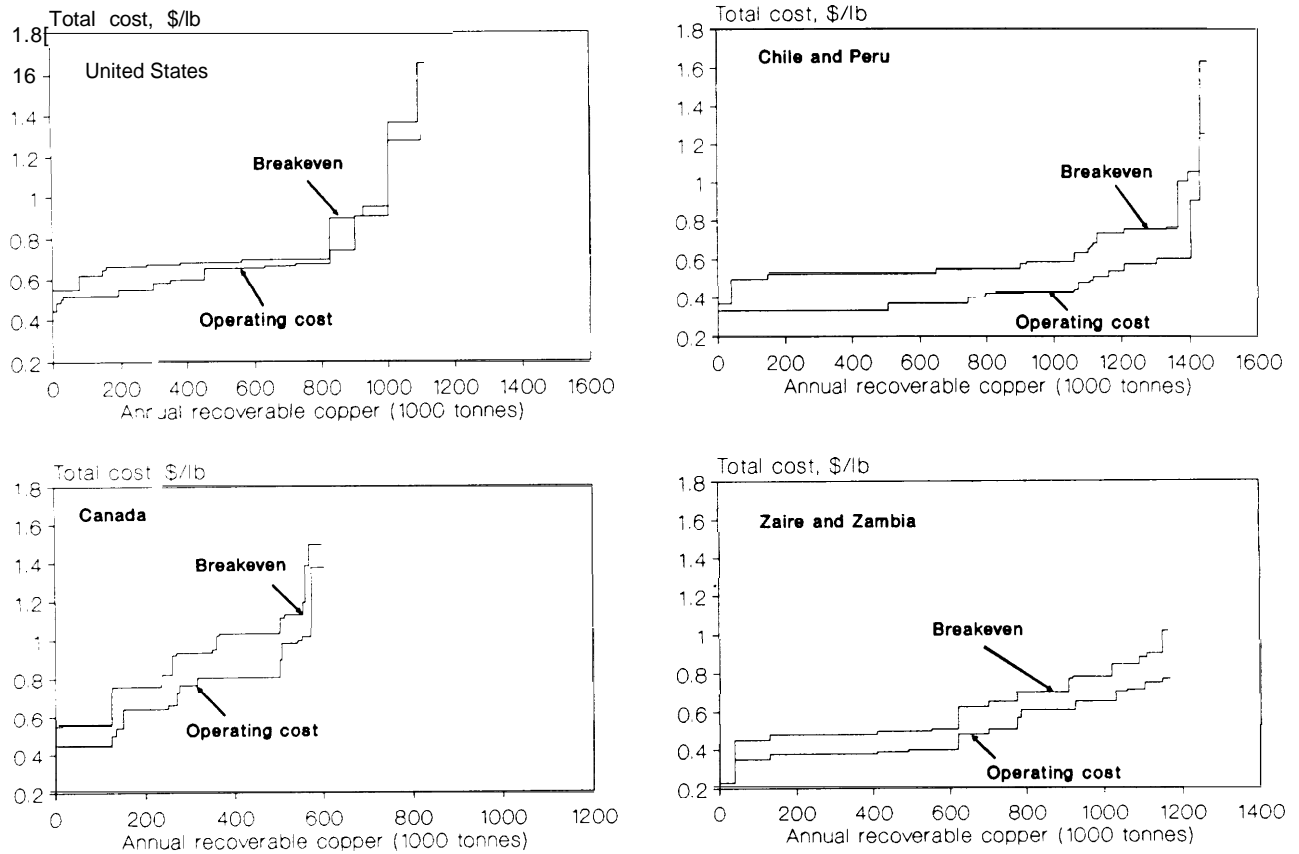 Total cost, $/lb
1.8
United States
16
1.4
1.2
1
0.8
0.6
0.4
0.2
Breakeven
Operating cost
0 200 400 600 800 1000 1200 1400 1600
Annual recoverable copper (1000 tonnes)
Total cost, $/lb
1.8
Chile and Peru
1.6
1.4
1.2
1
0.8
0.6
0.4
0.2
Breakeven
Operating cost
0 200 400 600 800 1000 1200 1400 1600
Annual recoverable copper (1000 tonnes)
Total cost $/lb
1.8
Canada
1.6
1.4
1.2
1
0.8
0.6
0.4
0.2
Breakeven
Operating cost
0 200 400 600 800 1000 1200
Annual recoverable copper (1000 tonnes)
Total cost, $/lb
1.8
Zaire and Zambia
1.6
1.4
1.2
1
0.8
0.6
0.4
0.2
Breakeven
Operating cost
0 200 400 600 800 1000 1200 1400
Annual recoverable copper (1000 tonnes)